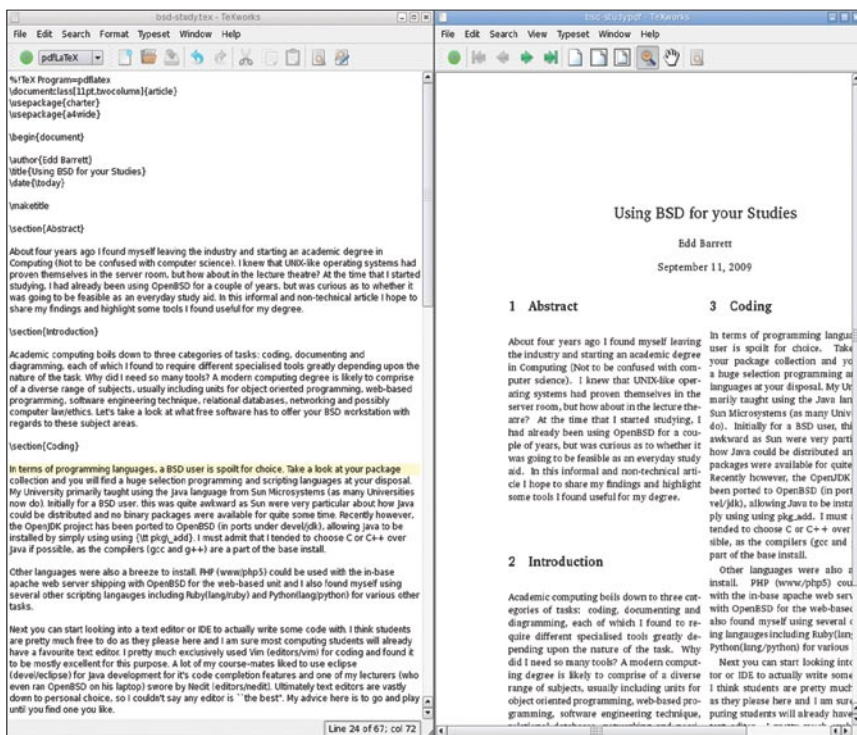 bsd-study.tex - TeXworks
File Edit Search Format Typeset Window Help
pdfLaTeX
%!TeX Program=pdflatex
\documentclass[11pt,twocolumn]{article}
\usepackage{charter}
\usepackage{a4wide}
\begin{document}
\author{Edd Barrett}
\title{Using BSD for your Studies}
\date{\today}
\maketitle
\section{Abstract}
About four years ago I found myself leaving the industry and starting an academic degree in
Computing (Not to be confused with computer science). I knew that UNIX-like operating systems had
proven themselves in the server room, but how about in the lecture theatre? At the time that I started
studying, I had already been using OpenBSD for a couple of years, but was curious as to whether it
was going to be feasible as an everyday study aid. In this informal and non-technical article I hope to
share my findings and highlight some tools I found useful for my degree.
\section{Introduction}
Academic computing boils down to three categories of tasks: coding, documenting and
diagramming, each of which I found to require different specialised tools greatly depending upon the
nature of the task. Why did I need so many tools? A modern computing degree is likely to comprise
of a diverse range of subjects, usually including units for object oriented programming, web-based
programming, software engineering technique, relational databases, networking and possibly
computer law/ethics. Let's take a look at what free software has to offer your BSD workstation with
regards to these subject areas.
\section{Coding}
In terms of programming languages, a BSD user is spoilt for choice. Take a look at your package
collection and you will find a huge selection programming and scripting languages at your disposal.
My University primarily taught using the Java language from Sun Microsystems (as many Universities
now do). Initially for a BSD user, this was quite awkward as Sun were very particular about how Java
could be distributed and no binary packages were available for quite some time. Recently however,
the OpenJDK project has been ported to OpenBSD (in ports under devel/jdk), allowing Java to be
installed by simply using using {\tt pkg\_add}. I must admit that I tended to choose C or C++ over
Java if possible, as the compilers (gcc and g++) are a part of the base install.
Other languages were also a breeze to install. PHP (www/php5) could be used with the in-base
apache web server shipping with OpenBSD for the web-based unit and I also found myself using
several other scripting langauges including Ruby(lang/ruby) and Python(lang/python) for various other
tasks.
Next you can start looking into a text editor or IDE to actually write some code with. I think students
are pretty much free to do as they please here and I am sure most computing students will already
have a favourite text editor. I pretty much exclusively used Vim (editors/vim) for coding and found it
to be mostly excellent for this purpose. A lot of my course-mates liked to use eclipse
(devel/eclipse) for Java development for it's code completion features and one of my lecturers (who
even ran OpenBSD on his laptop) swore by Nedit (editors/nedit). Ultimately text editors are vastly
down to personal choice, so I couldn't say any editor is ``the best". My advice here is to go and play
until you find one you like.
Line 24 of 67; col 72
bsd-study.pdf - TeXworks
File Edit Search View Typeset Window Help
Using BSD for your Studies
Edd Barrett
September 11, 2009
1 Abstract
About four years ago I found myself leaving
the industry and starting an academic degree
in Computing (Not to be confused with com-
puter science). I knew that UNIX-like oper-
ating systems had proven themselves in the
server room, but how about in the lecture the-
atre? At the time that I started studying, I
had already been using OpenBSD for a cou-
ple of years, but was curious as to whether it
was going to be feasible as an everyday study
aid. In this informal and non-technical arti-
cle I hope to share my findings and highlight
some tools I found useful for my degree.
2 Introduction
Academic computing boils down to three cat-
egories of tasks: coding, documenting and
diagramming, each of which I found to re-
quire different specialised tools greatly de-
pending upon the nature of the task. Why
did I need so many tools? A modern comput-
ing degree is likely to comprise of a diverse
range of subjects, usually including units for
object oriented programming, web-based pro-
gramming, software engineering technique,
3 Coding
In terms of programming langua
user is spoilt for choice. Take
your package collection and yo
a huge selection programming a
languages at your disposal. My Un
marily taught using the Java lan
Sun Microsystems (as many Unive
do). Initially for a BSD user, thi
awkward as Sun were very parti
how Java could be distributed an
packages were available for quite
Recently however, the OpenJDK
been ported to OpenBSD (in port
vel/jdk), allowing Java to be insta
ply using using pkg_add. I must
tended to choose C or C++ over
sible, as the compilers (gcc and
part of the base install.
Other languages were also a
install. PHP (www/php5) cou
with the in-base apache web serv
with OpenBSD for the web-based
also found myself using several
ing langauges including Ruby(lan
Python(lang/python) for various
Next you can start looking into
tor or IDE to actually write some
I think students are pretty much
as they please here and I am sure
puting students will already have